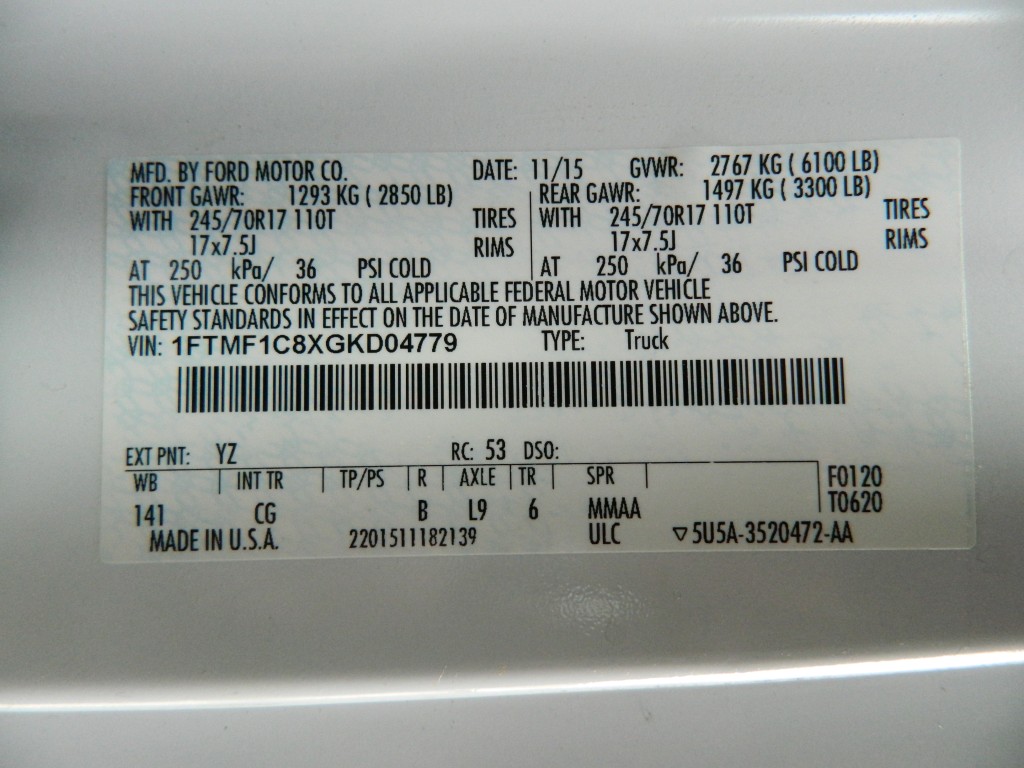 MFD. BY FORD MOTOR CO. DATE: 11/15 GVWR: 2767 KG ( 6100 LB)
FRONT GAWR: 1293 KG ( 2850 LB) REAR GAWR: 1497 KG ( 3300 LB)
WITH 245/70R17 110T TIRES WITH 245/70R17 110T TIRES
17x7.5J RIMS 17x7.5J RIMS
AT 250 kPa/ 36 PSI COLD AT 250 kPa/ 36 PSI COLD
THIS VEHICLE CONFORMS TO ALL APPLICABLE FEDERAL MOTOR VEHICLE
SAFETY STANDARDS IN EFFECT ON THE DATE OF MANUFACTURE SHOWN ABOVE.
VIN: 1FTMF1C8XGKD04779 TYPE: Truck
EXT PNT: YZ RC: 53 DSO:
WB INT TR TP/PS R AXLE TR SPR F0120
141 CG B L9 6 MMAA T0620
MADE IN U.S.A. 2201511182139 ULC ▽5U5A-3520472-AA